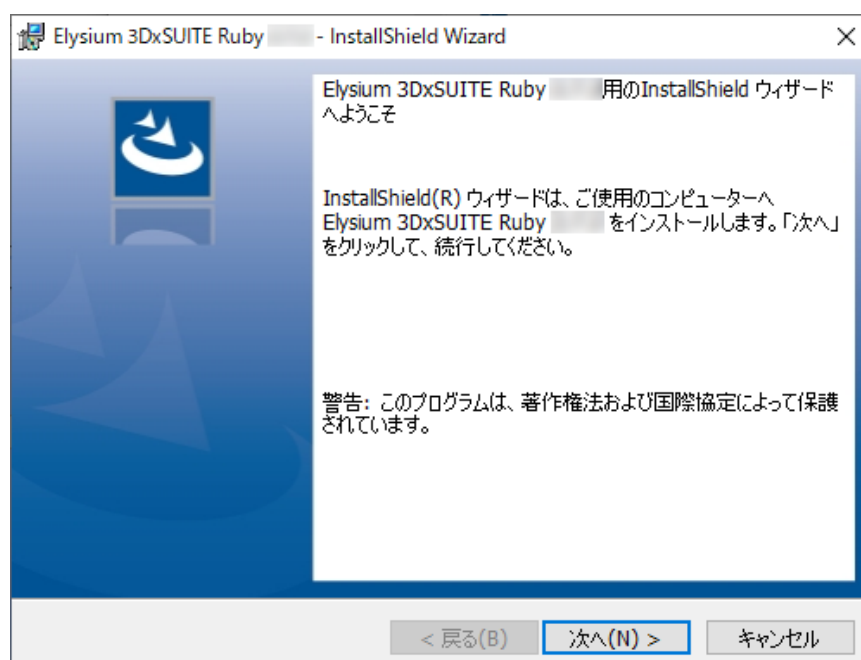 Elysium 3DxSUITE Ruby - InstallShield Wizard
Elysium 3DxSUITE Ruby 用のInstallShield ウィザード
へようこそ
InstallShield(R) ウィザードは、ご使用のコンピューターへ
Elysium 3DxSUITE Ruby をインストールします。「次へ」
をクリックして、続行してください。
警告: このプログラムは、著作権法および国際協定によって保護
されています。
< 戻る(B)
次へ(N) >
キャンセル